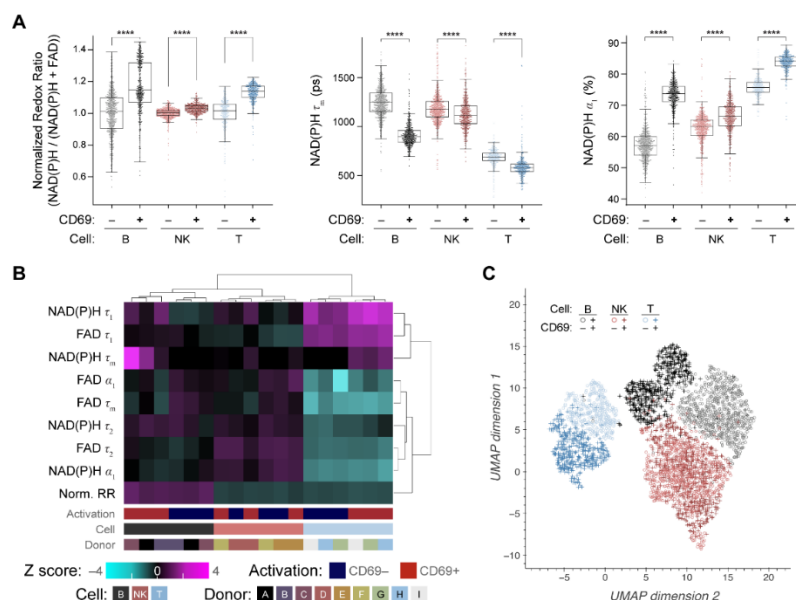 A
**** **** ****
Normalized Redox Ratio
(NAD(P)H / (NAD(P)H + FAD))
1.4
1.2
1.0
0.8
0.6
CD69: – + – + – +
Cell: B NK T
**** **** ****
NAD(P)H τm (ps)
1500
1000
500
CD69: – + – + – +
Cell: B NK T
**** **** ****
NAD(P)H α1 (%)
90
80
70
60
50
40
CD69: – + – + – +
Cell: B NK T
B
NAD(P)H τ1
FAD τ1
NAD(P)H τm
FAD α1
FAD τm
NAD(P)H τ2
FAD τ2
NAD(P)H α1
Norm. RR
Activation
Cell
Donor
Z score: –4 0 4 Activation: CD69– CD69+
Cell: B NK T Donor: A B C D E F G H I
C
Cell: B NK T
CD69: – + – + – +
UMAP dimension 1
20
15
10
5
0
–5
–10
–5 0 5 10 15 20
UMAP dimension 2